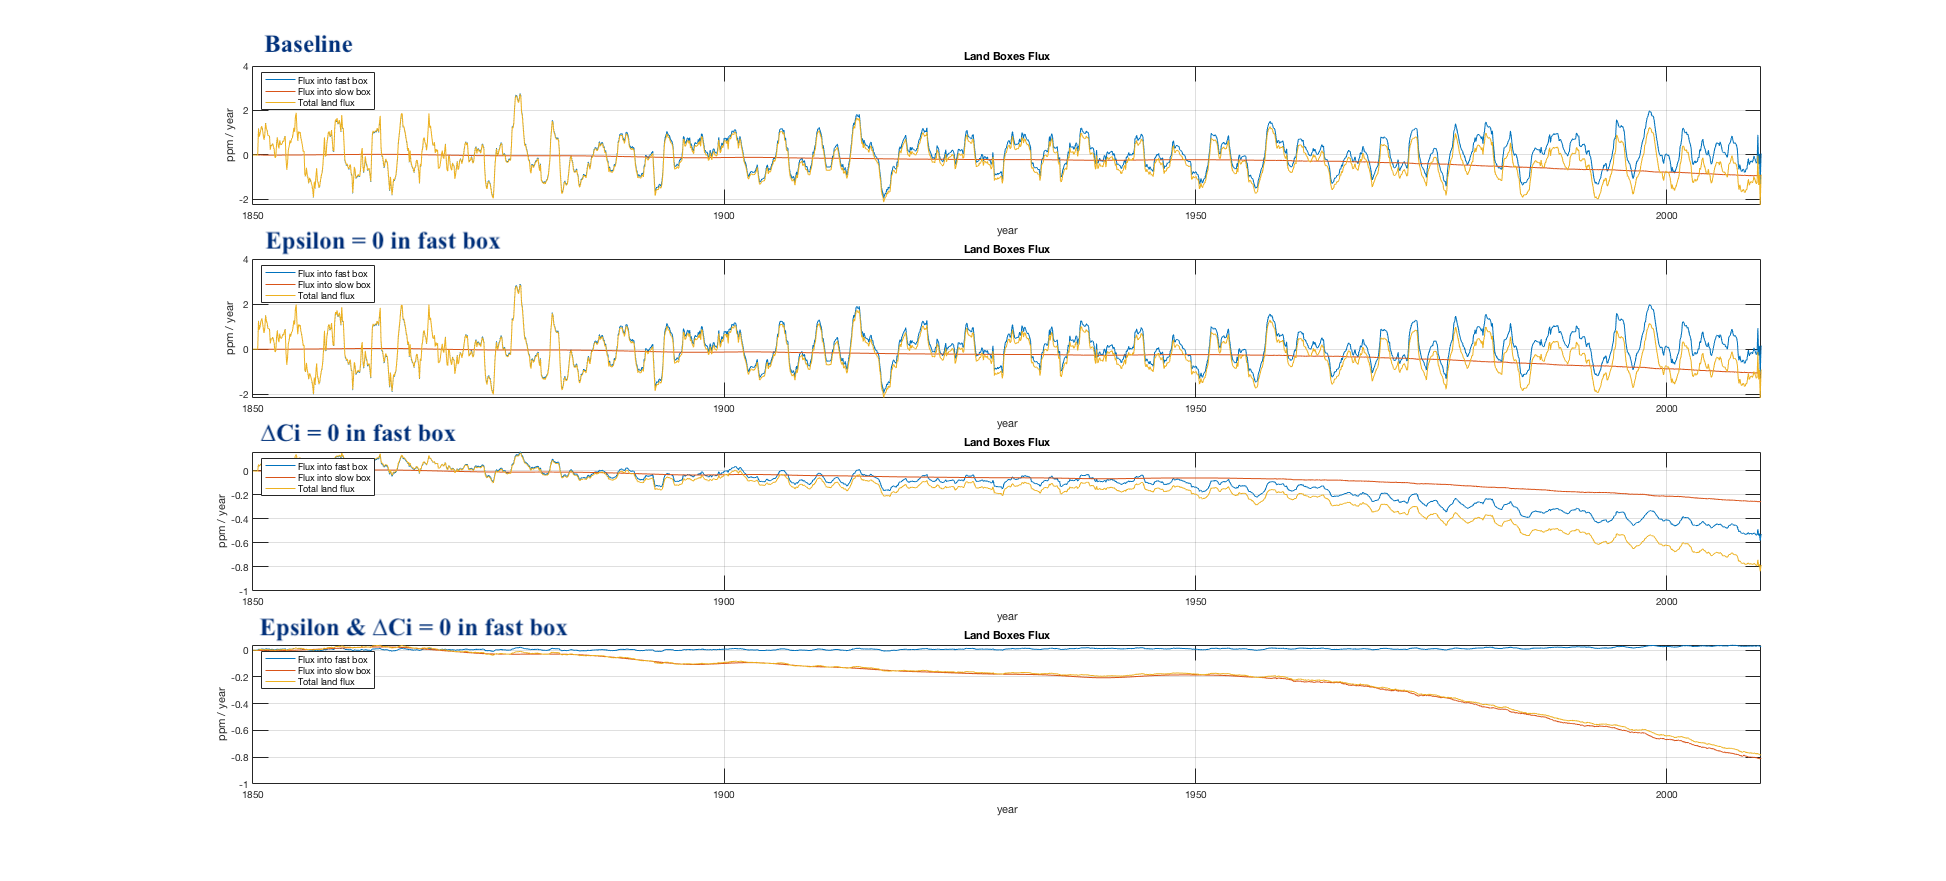 Baseline
Land Boxes Flux
Flux into fast box
Flux into slow box
Total land flux
ppm / year
4
2
0
-2
1850
1900
1950
2000
year
Epsilon = 0 in fast box
Land Boxes Flux
Flux into fast box
Flux into slow box
Total land flux
ppm / year
4
2
0
-2
1850
1900
1950
2000
year
ΔCi = 0 in fast box
Land Boxes Flux
Flux into fast box
Flux into slow box
Total land flux
ppm / year
0
-0.2
-0.4
-0.6
-0.8
-1
1850
1900
1950
2000
year
Epsilon & ΔCi = 0 in fast box
Land Boxes Flux
Flux into fast box
Flux into slow box
Total land flux
ppm / year
0
-0.2
-0.4
-0.6
-0.8
-1
1850
1900
1950
2000
year